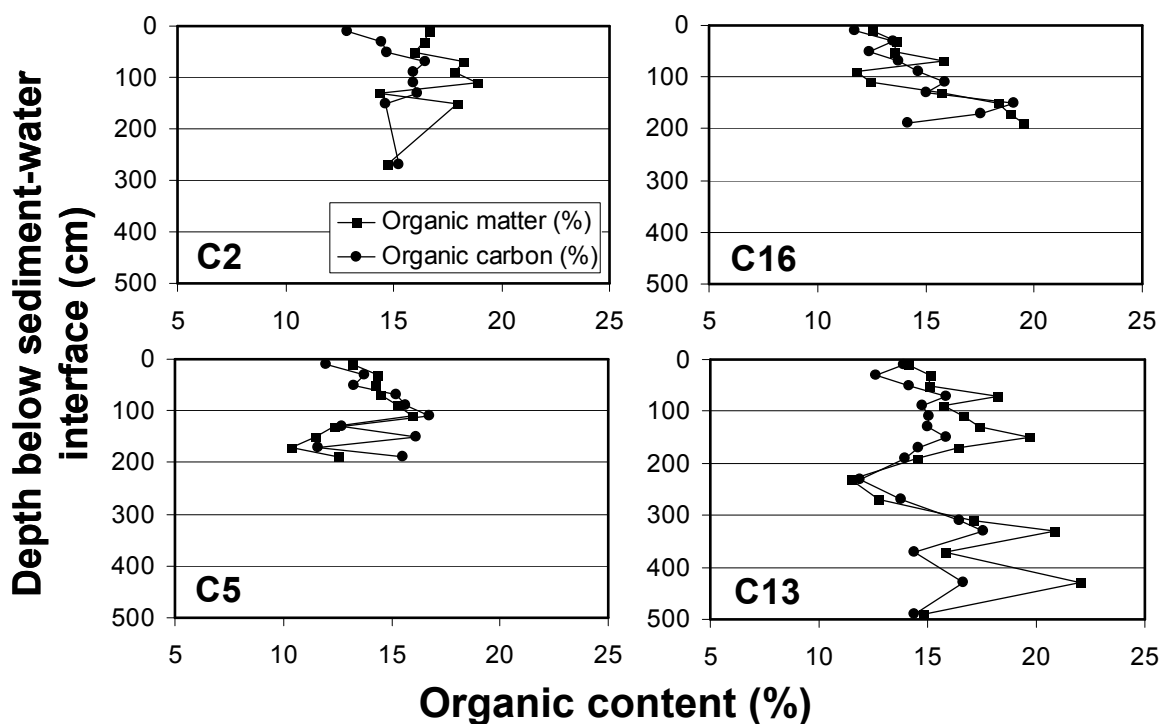 Depth below sediment-water
interface (cm)
0
100
200
300
400
500
5 10 15 20 25
Organic matter (%)
Organic carbon (%)
C2
0
100
200
300
400
500
5 10 15 20 25
C16
0
100
200
300
400
500
5 10 15 20 25
C5
0
100
200
300
400
500
5 10 15 20 25
C13
Organic content (%)